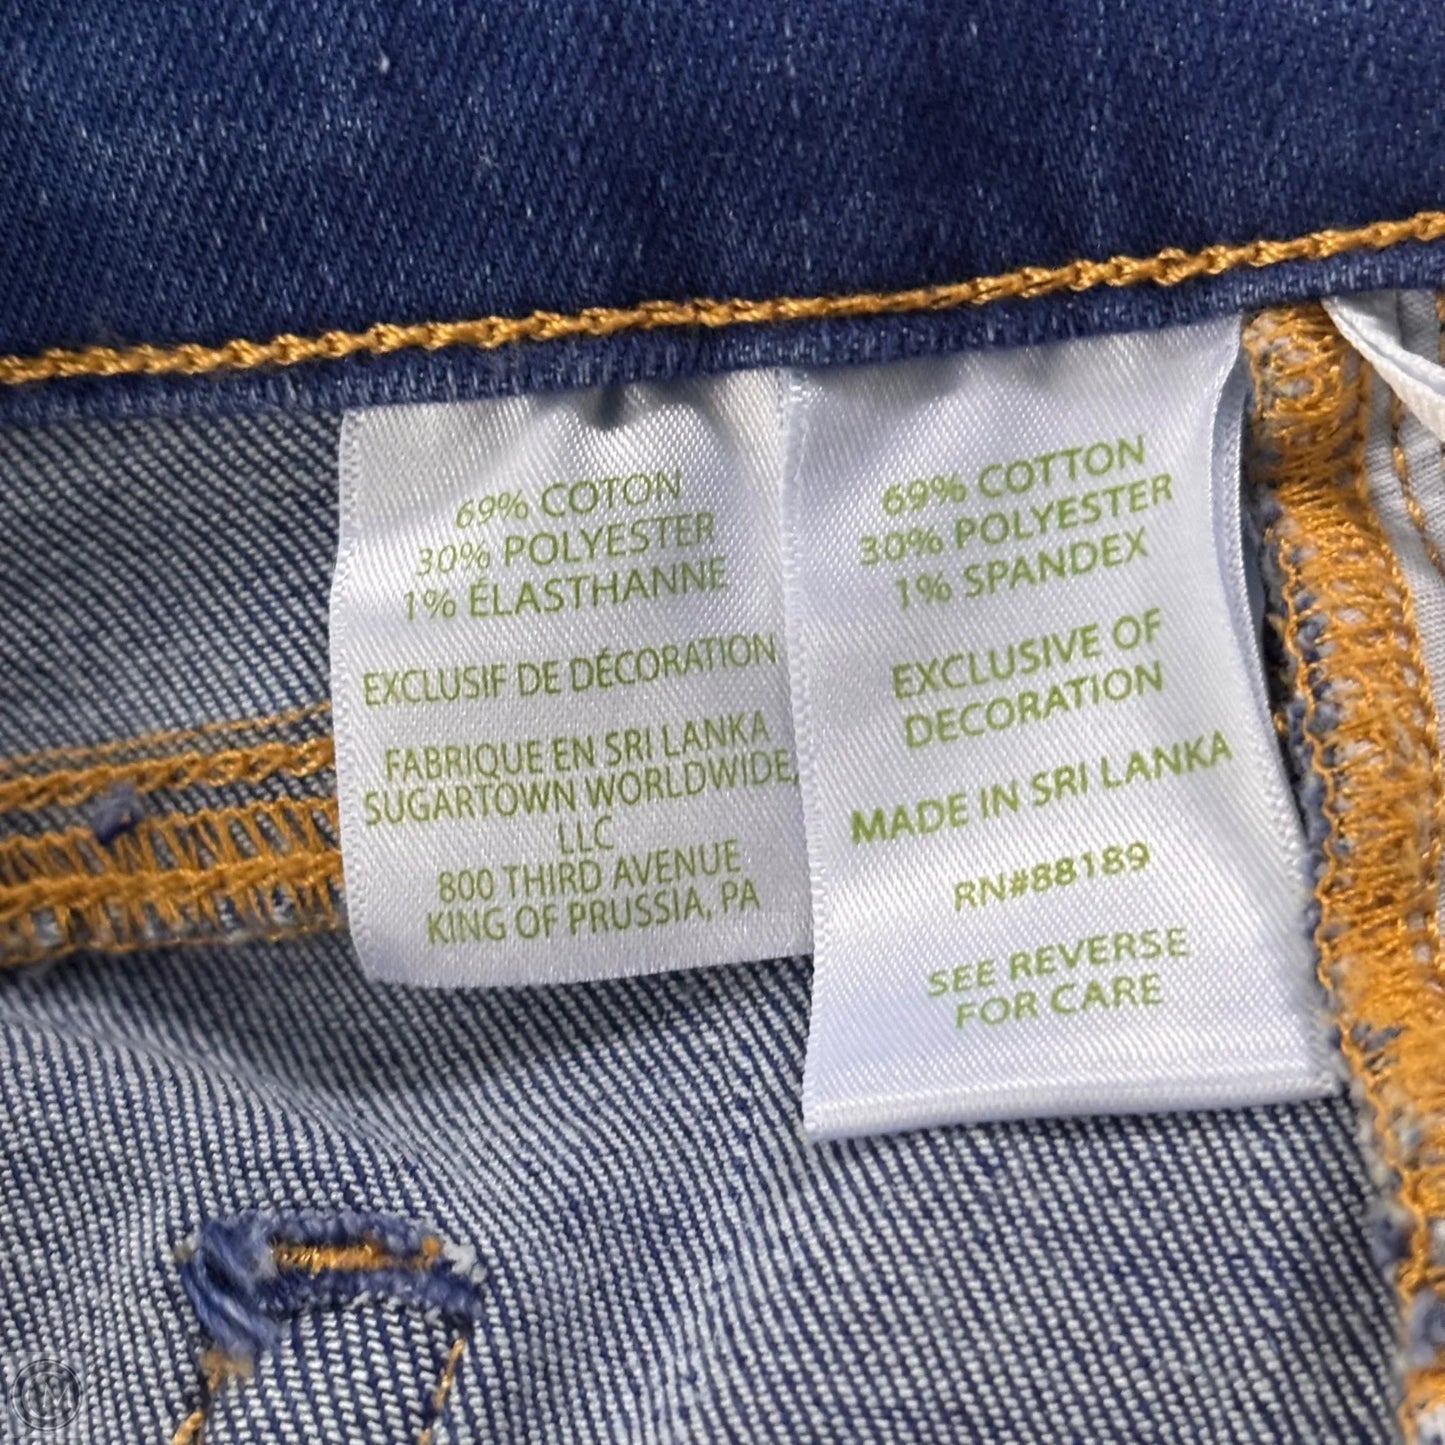 69% COTON
30% POLYESTER
1% ÉLASTHANNE
EXCLUSIF DE DÉCORATION
FABRIQUE EN SRI LANKA
SUGARTOWN WORLDWIDE,
LLC
800 THIRD AVENUE
KING OF PRUSSIA, PA
69% COTTON
30% POLYESTER
1% SPANDEX
EXCLUSIVE OF
DECORATION
MADE IN SRI LANKA
RN#88189
SEE REVERSE
FOR CARE